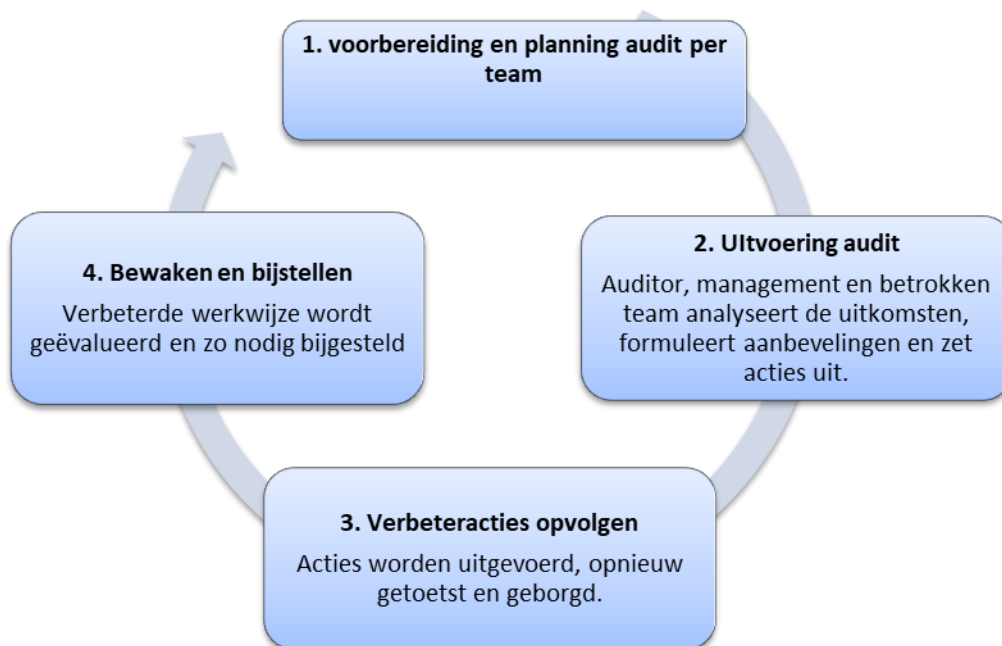 1. voorbereiding en planning audit per
team
2. UItvoering audit
Auditor, management en betrokken
team analyseert de uitkomsten,
formuleert aanbevelingen en zet
acties uit.
3. Verbeteracties opvolgen
Acties worden uitgevoerd, opnieuw
getoetst en geborgd.
4. Bewaken en bijstellen
Verbeterde werkwijze wordt
geëvalueerd en zo nodig bijgesteld